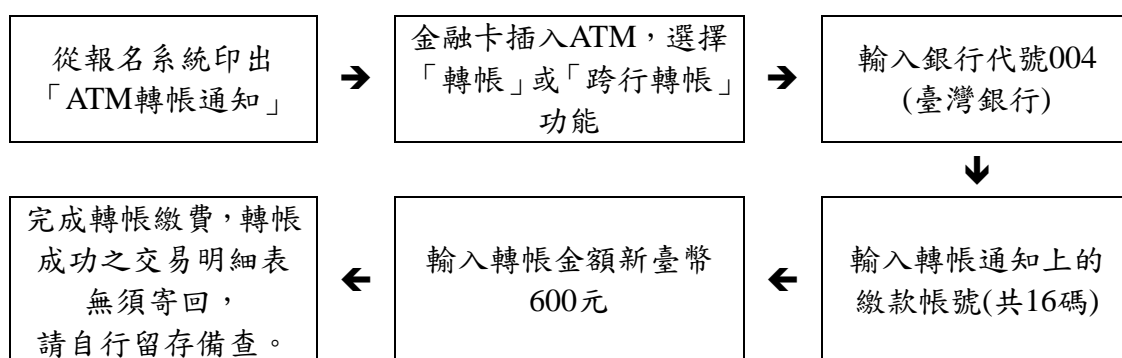 從報名系統印出
「ATM轉帳通知」
➔
金融卡插入ATM，選擇
「轉帳」或「跨行轉帳」
功能
➔
輸入銀行代號004
(臺灣銀行)
輸入轉帳通知上的
繳款帳號(共16碼)
輸入轉帳金額新臺幣
600元
完成轉帳繳費，轉帳
成功之交易明細表
無須寄回，
請自行留存備查。